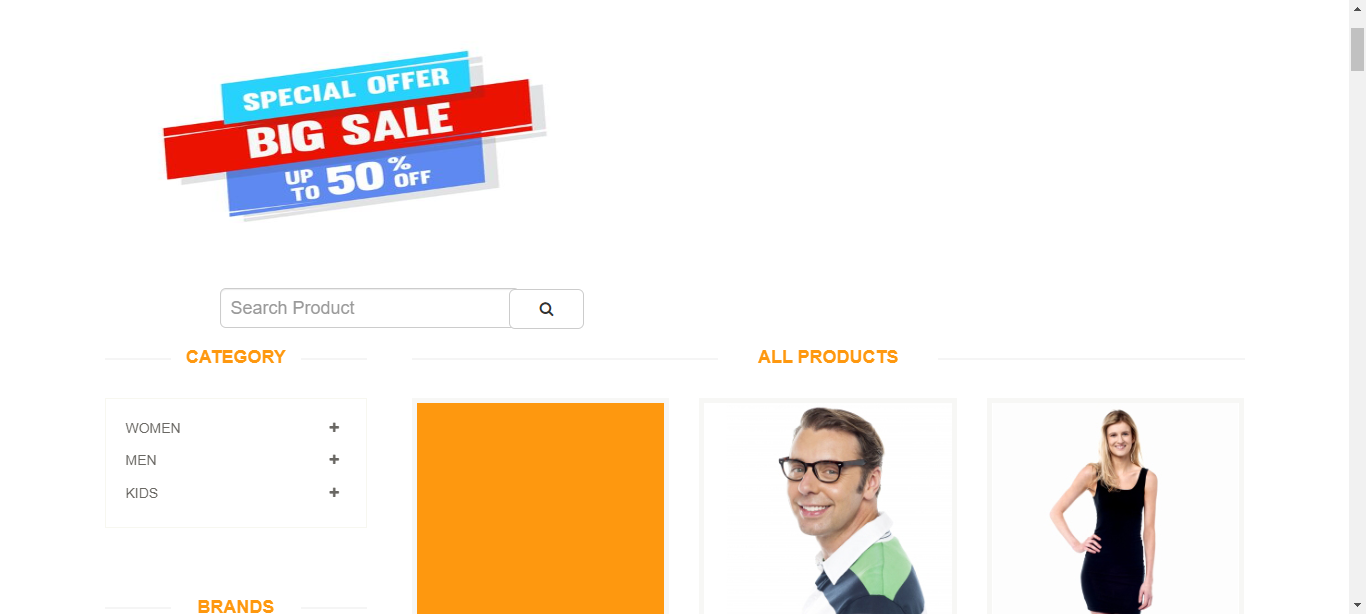 SPECIAL OFFER
BIG SALE
UP TO 50% OFF
Search Product
CATEGORY
ALL PRODUCTS
WOMEN
MEN
KIDS
BRANDS